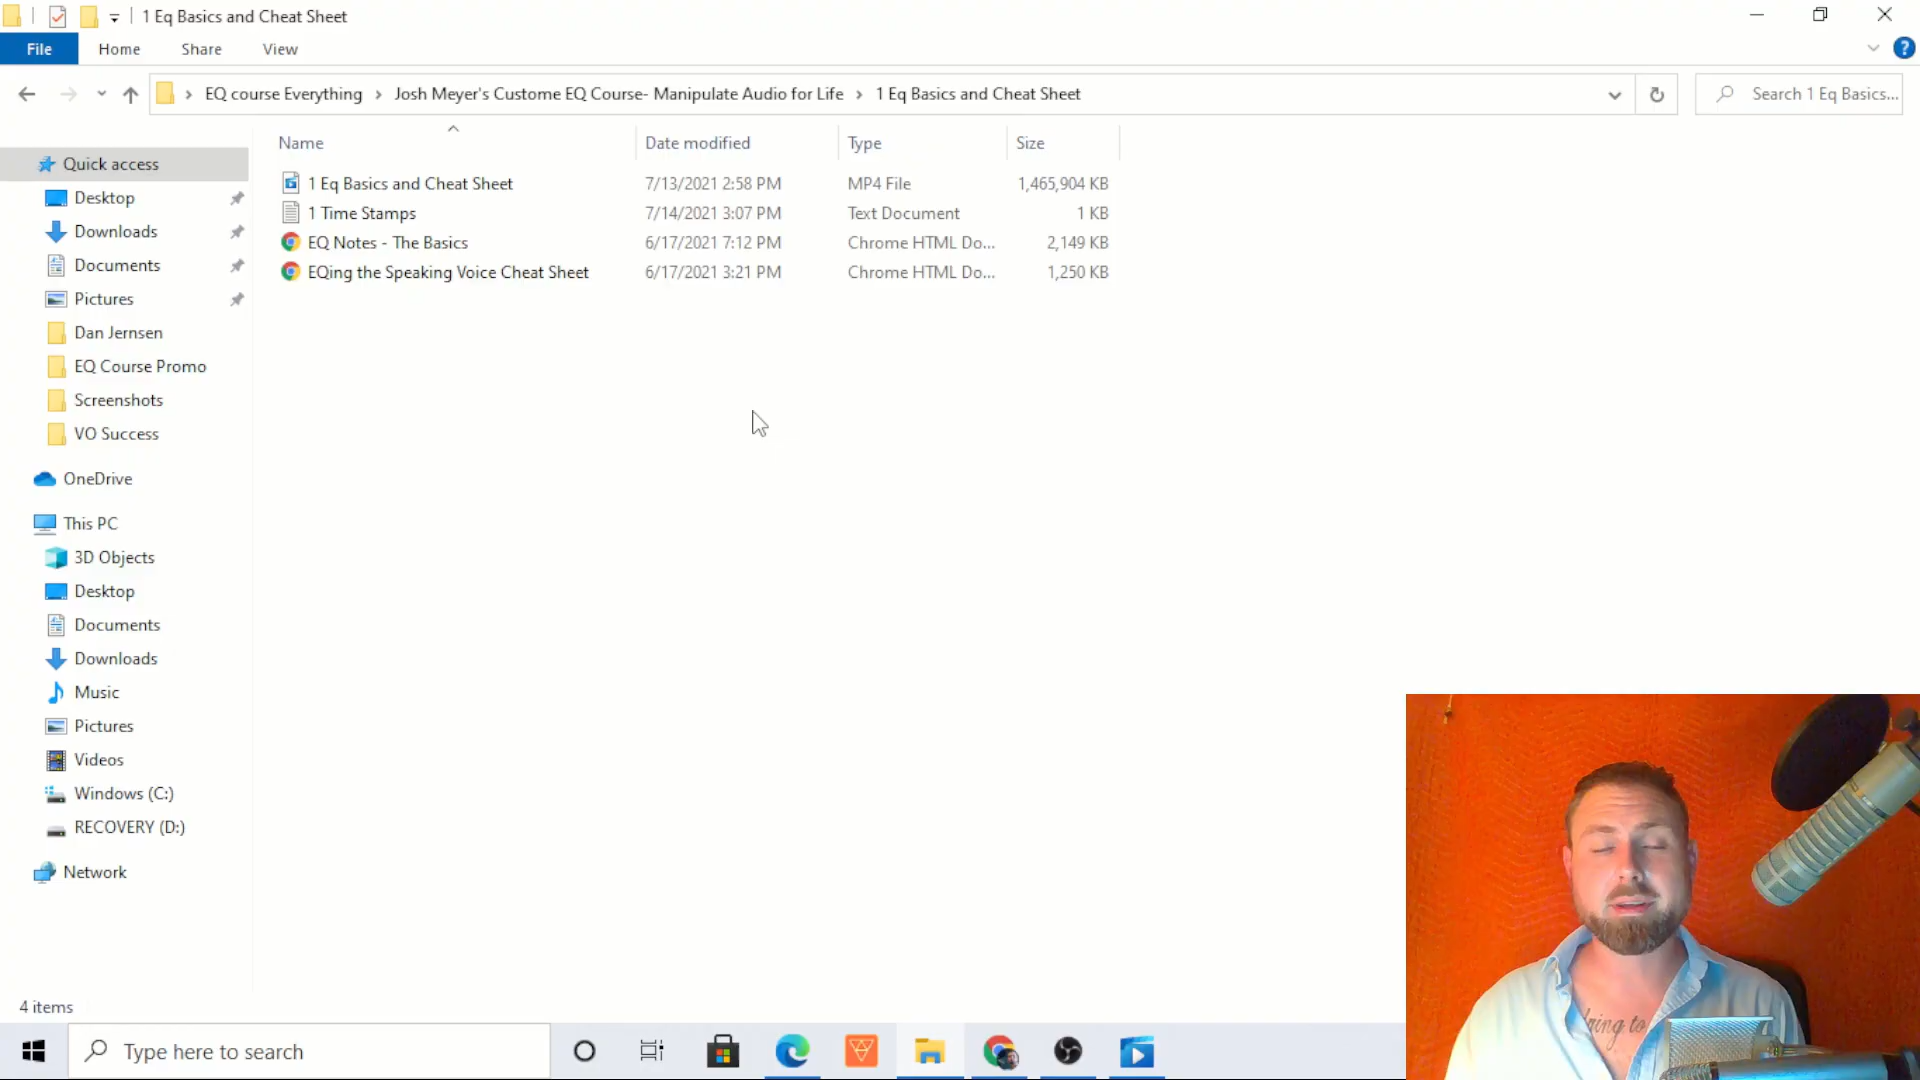 1 Eq Basics and Cheat Sheet
File Home Share View
EQ course Everything Josh Meyer's Custome EQ Course- Manipulate Audio for Life 1 Eq Basics and Cheat Sheet
Search 1 Eq Basics...
Name Date modified Type Size
1 Eq Basics and Cheat Sheet 7/13/2021 2:58 PM MP4 File 1,465,904 KB
1 Time Stamps 7/14/2021 3:07 PM Text Document 1 KB
EQ Notes - The Basics 6/17/2021 7:12 PM Chrome HTML Do... 2,149 KB
EQing the Speaking Voice Cheat Sheet 6/17/2021 3:21 PM Chrome HTML Do... 1,250 KB
Quick access
Desktop
Downloads
Documents
Pictures
Dan Jernsen
EQ Course Promo
Screenshots
VO Success
OneDrive
This PC
3D Objects
Desktop
Documents
Downloads
Music
Pictures
Videos
Windows (C:)
RECOVERY (D:)
Network
4 items
Type here to search